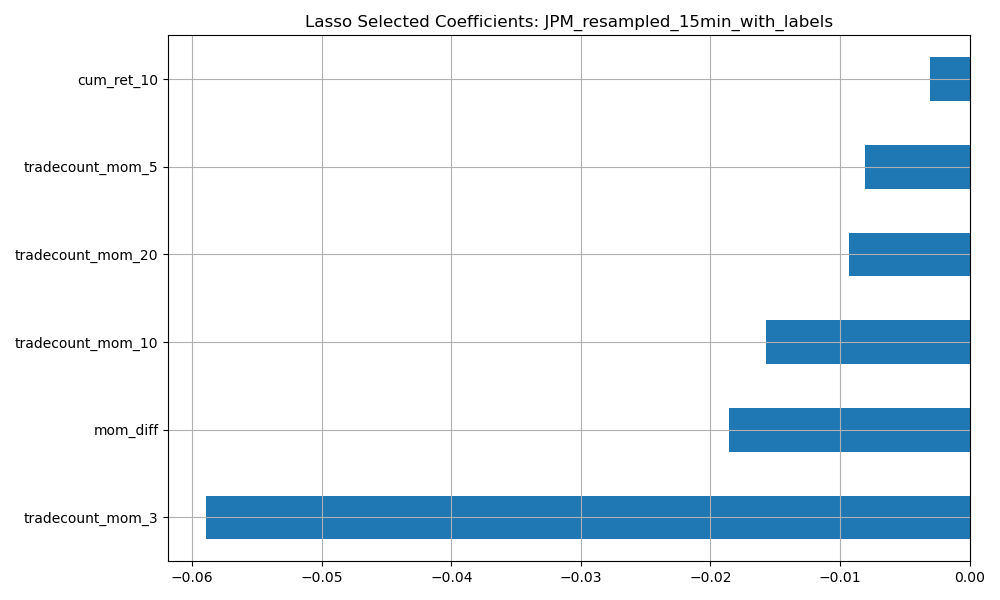 Lasso Selected Coefficients: JPM_resampled_15min_with_labels
cum_ret_10
tradecount_mom_5
tradecount_mom_20
tradecount_mom_10
mom_diff
tradecount_mom_3
−0.06 −0.05 −0.04 −0.03 −0.02 −0.01 0.00